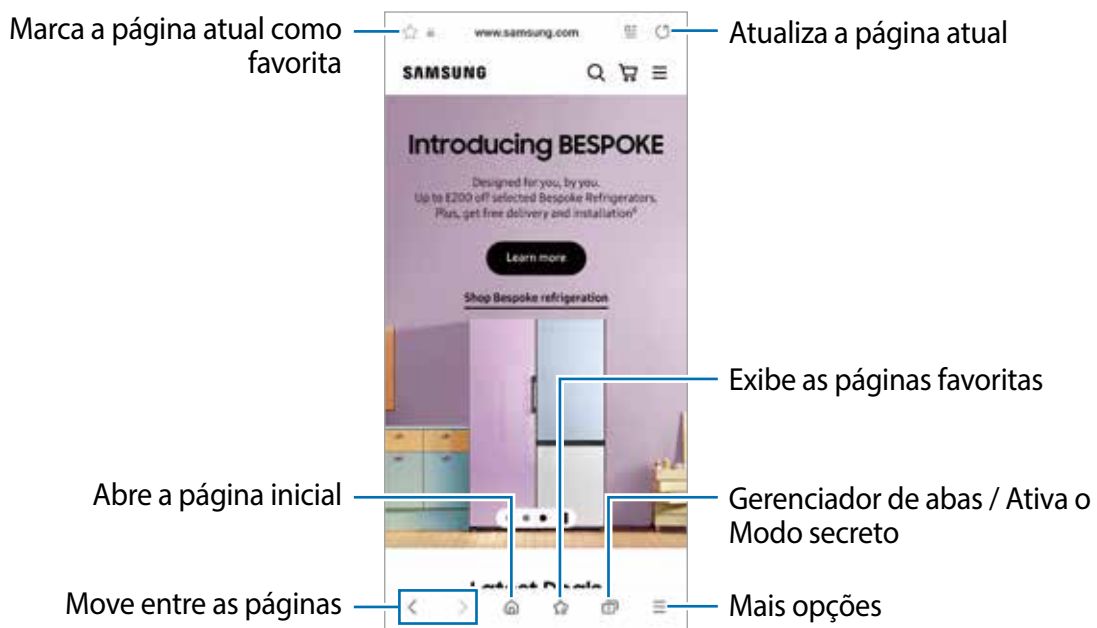 Marca a página atual como
favorita
Atualiza a página atual
www.samsung.com
SAMSUNG
Introducing BESPOKE
Designed for you, by you.
Up to £200 off selected Bespoke Refrigerators.
Plus, get free delivery and installation*
Learn more
Shop Bespoke refrigeration
Exibe as páginas favoritas
Abre a página inicial
Gerenciador de abas / Ativa o
Modo secreto
Latest Deals
Move entre as páginas
Mais opções